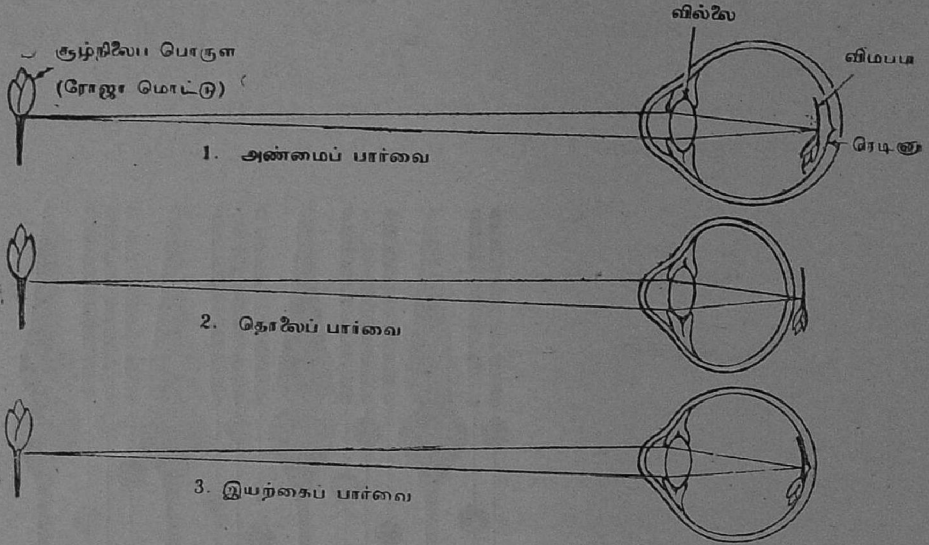 வில்லை
சூழ்நிலைப் பொருள்
(ரோஜா மொட்டு)
விம்பம்
ரெடினா
1. அண்மைப் பார்வை
2. தொலைப் பார்வை
3. இயற்கைப் பார்வை